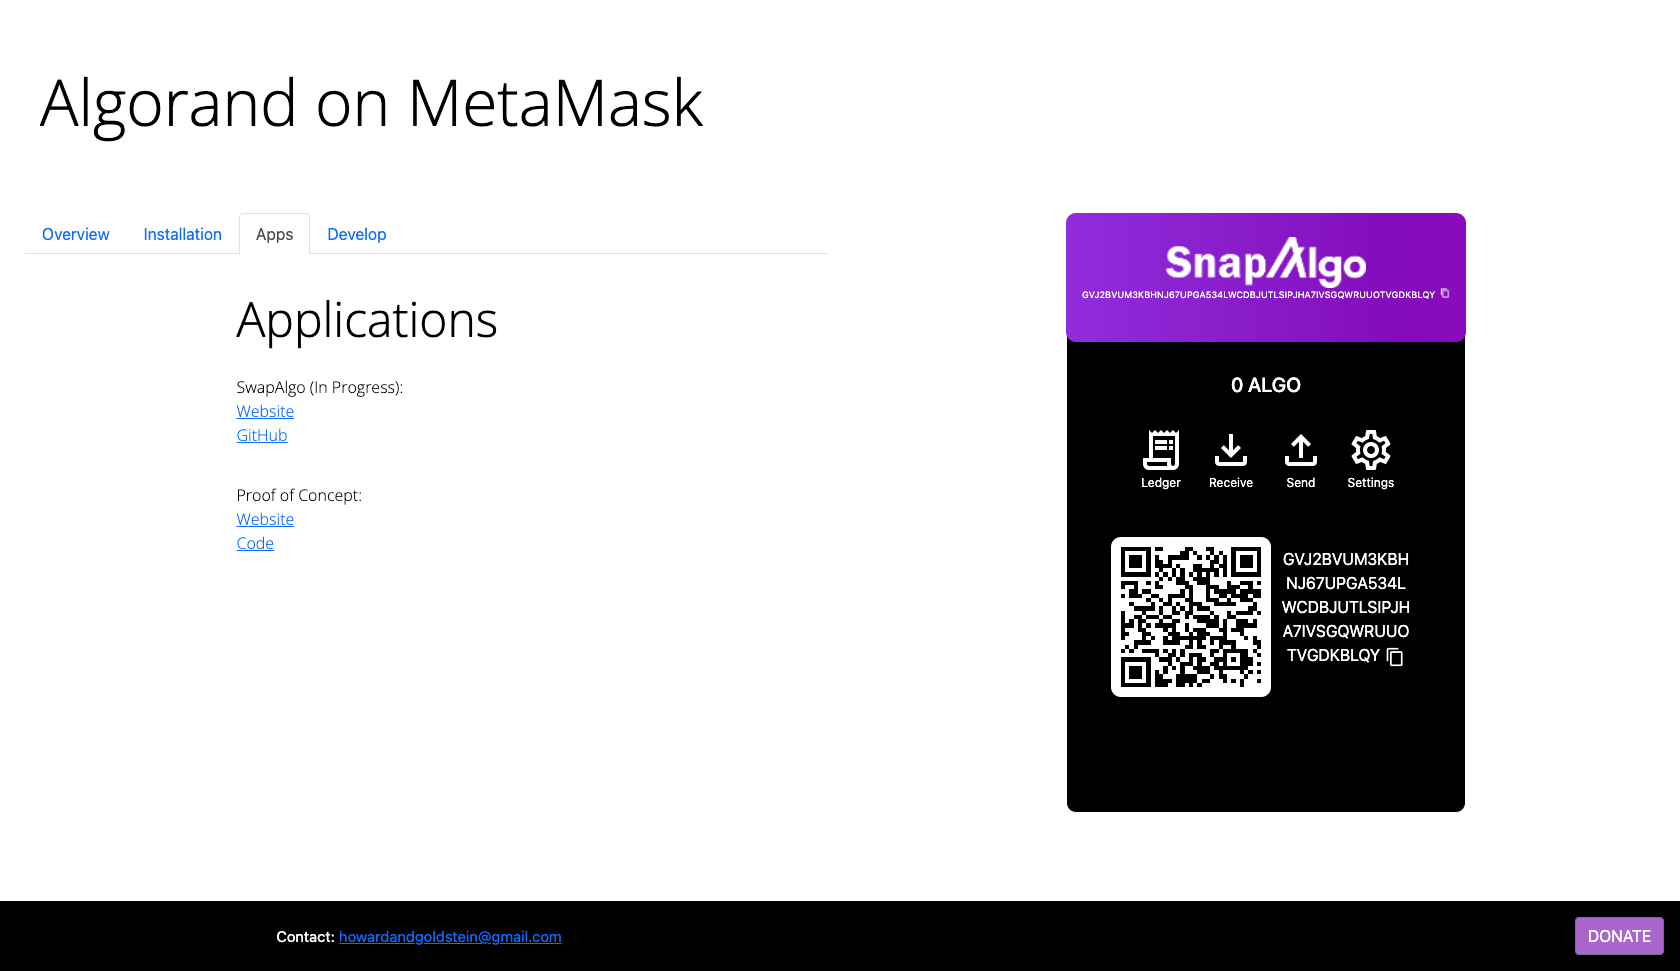 Algorand on MetaMask
Overview
Installation
Apps
Develop
Applications
SwapAlgo (In Progress):
Website
GitHub
Proof of Concept:
Website
Code
SnapAlgo
GVJ2BVUM3KBHNJ67UPGA534LWCDBJUTLSIPJHA7IVSGQWRUUOTVGDKBLQY
0 ALGO
Ledger
Receive
Send
Settings
GVJ2BVUM3KBH
NJ67UPGA534L
WCDBJUTLSIPJH
A7IVSGQWRUUO
TVGDKBLQY
Contact: howardandgoldstein@gmail.com
DONATE